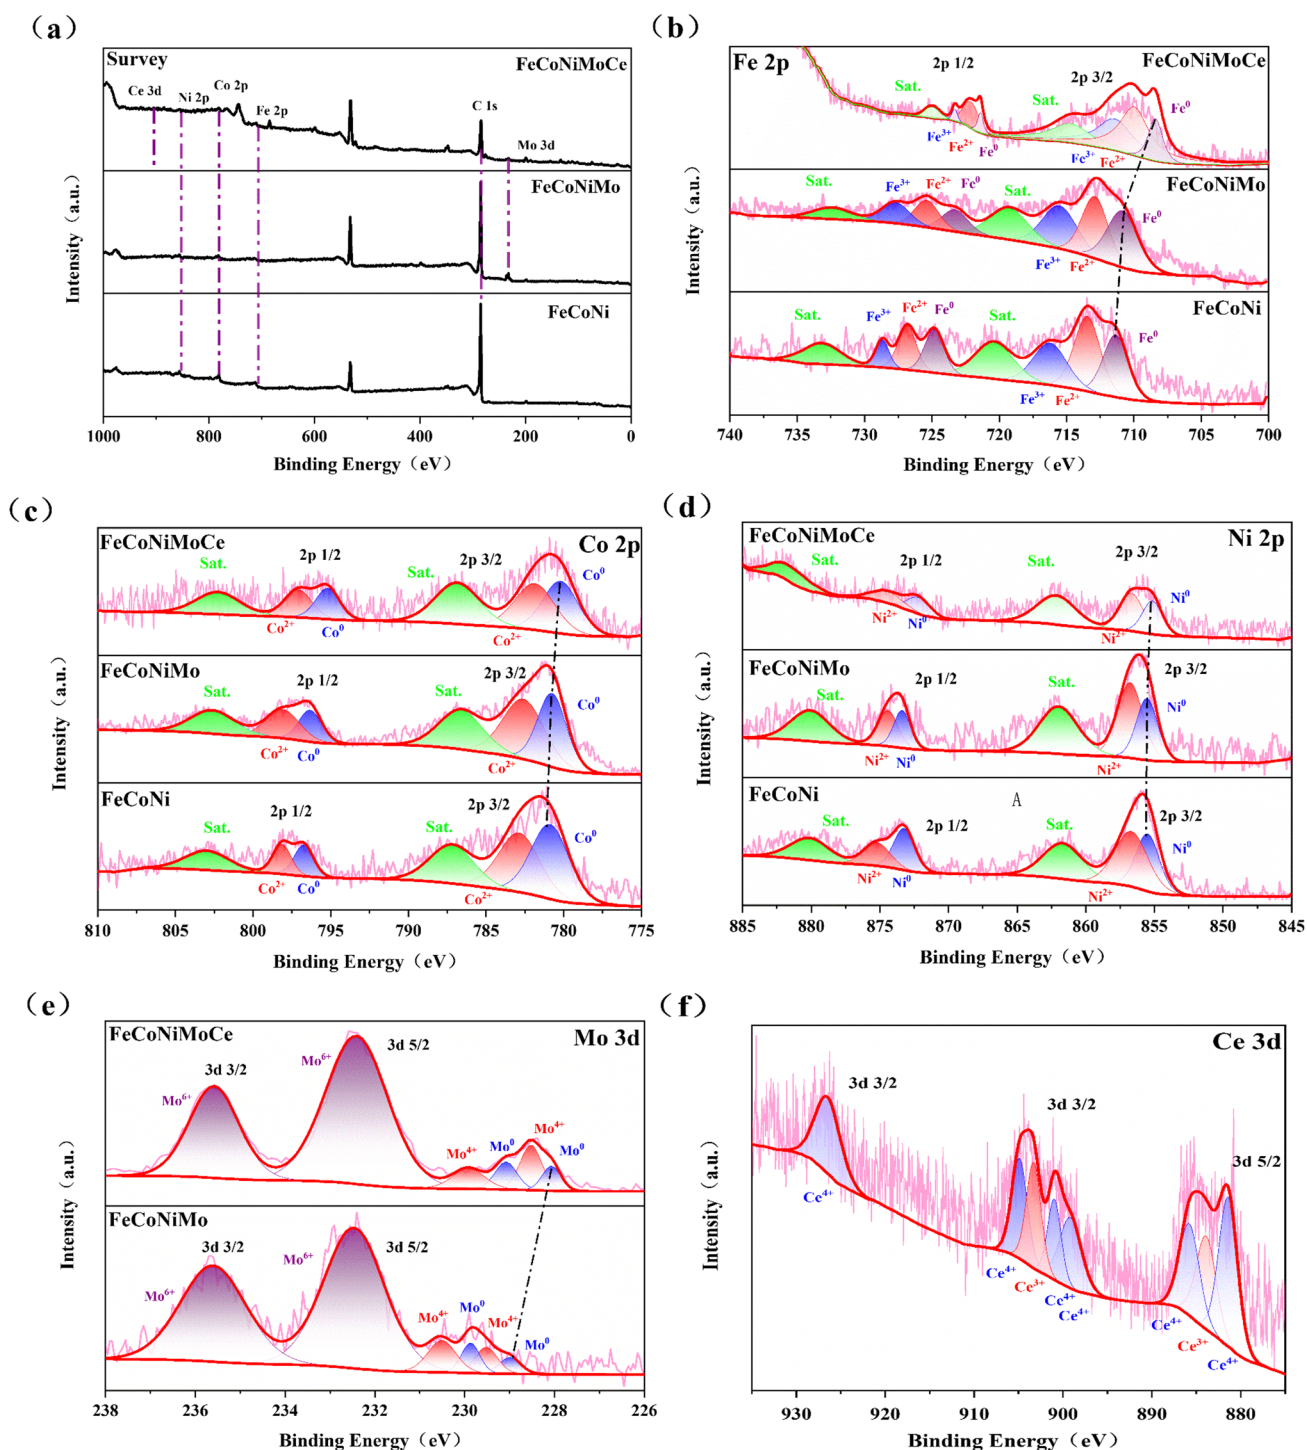 (a)
Survey
FeCoNiMoCe
Ce 3d
Ni 2p
Co 2p
Fe 2p
C 1s
Mo 3d
FeCoNiMo
FeCoNi
Intensity (a.u.)
1000 800 600 400 200 0
Binding Energy (eV)
(b)
Fe 2p
2p 1/2
FeCoNiMoCe
2p 3/2
Sat.
Sat.
Fe⁰
Fe³⁺
Fe²⁺
Fe⁰
Fe³⁺
Fe²⁺
FeCoNiMo
Sat.
Fe³⁺
Fe²⁺
Fe⁰
Sat.
Fe⁰
Fe³⁺
Fe²⁺
FeCoNi
Sat.
Fe³⁺
Fe²⁺
Fe⁰
Sat.
Fe⁰
Fe³⁺
Fe²⁺
Intensity (a.u.)
740 735 730 725 720 715 710 705 700
Binding Energy (eV)
(c)
FeCoNiMoCe
Co 2p
2p 1/2
2p 3/2
Sat.
Sat.
Co⁰
Co²⁺
Co⁰
Co²⁺
FeCoNiMo
2p 1/2
2p 3/2
Sat.
Sat.
Co⁰
Co²⁺
Co⁰
Co²⁺
FeCoNi
2p 1/2
2p 3/2
Sat.
Sat.
Co⁰
Co²⁺
Co⁰
Co²⁺
Intensity (a.u.)
810 805 800 795 790 785 780 775
Binding Energy (eV)
(d)
FeCoNiMoCe
Ni 2p
Sat.
2p 1/2
Sat.
2p 3/2
Ni⁰
Ni²⁺
Ni⁰
Ni²⁺
FeCoNiMo
2p 1/2
2p 3/2
Sat.
Sat.
Ni⁰
Ni²⁺
Ni⁰
Ni²⁺
FeCoNi
A
Sat.
2p 1/2
Sat.
2p 3/2
Ni⁰
Ni²⁺
Ni⁰
Ni²⁺
Intensity (a.u.)
885 880 875 870 865 860 855 850 845
Binding Energy (eV)
(e)
FeCoNiMoCe
Mo 3d
3d 5/2
Mo⁶⁺
3d 3/2
Mo⁶⁺
Mo⁴⁺
Mo⁰
Mo⁴⁺
Mo⁰
FeCoNiMo
3d 3/2
Mo⁶⁺
3d 5/2
Mo⁶⁺
Mo⁴⁺
Mo⁰
Mo⁴⁺
Mo⁰
Intensity (a.u.)
238 236 234 232 230 228 226
Binding Energy (eV)
(f)
Ce 3d
3d 3/2
3d 3/2
3d 5/2
Ce⁴⁺
Ce⁴⁺
Ce³⁺
Ce⁴⁺
Ce⁴⁺
Ce⁴⁺
Ce³⁺
Ce⁴⁺
Intensity (a.u.)
930 920 910 900 890 880
Binding Energy (eV)